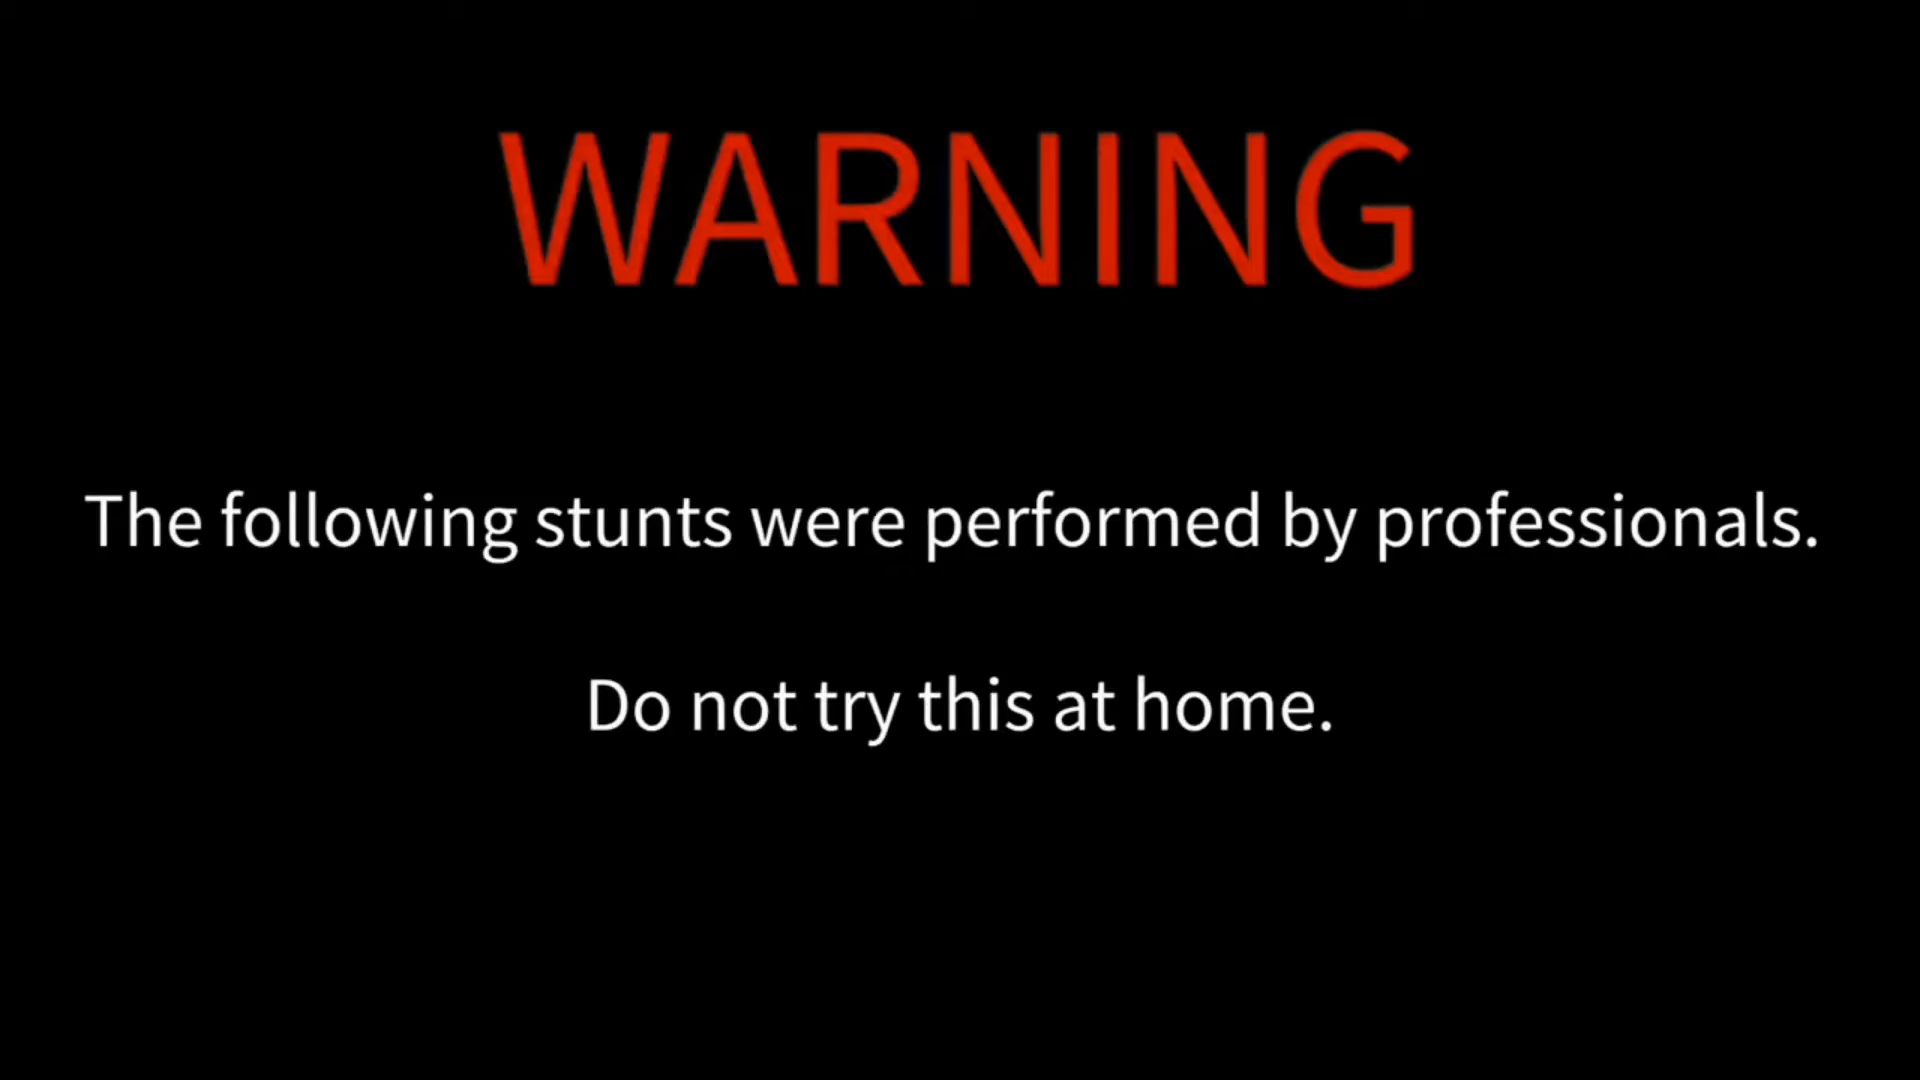 WARNING
The following stunts were performed by professionals.
Do not try this at home.